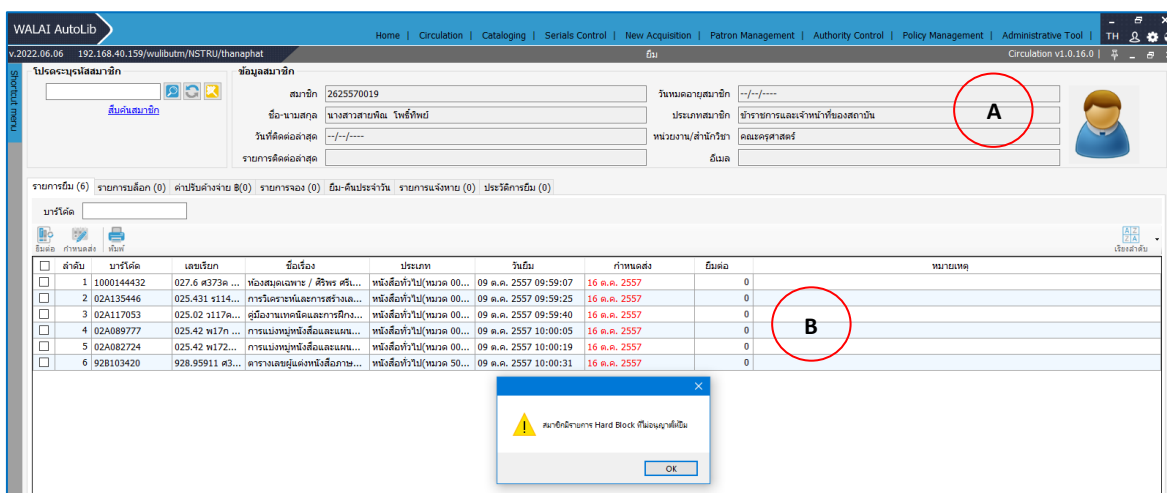 WALAI AutoLib
Home | Circulation | Cataloging | Serials Control | New Acquisition | Patron Management | Authority Control | Policy Management | Administrative Tool | TH
v.2022.06.06 192.168.40.159/wulibutm/NSTRU/thanaphat ยืม Circulation v1.0.16.0 |
Shortcut menu
โปรดระบุรหัสสมาชิก ข้อมูลสมาชิก
สมาชิก 2625570019 วันหมดอายุสมาชิก --/--/----
สืบค้นสมาชิก
ชื่อ-นามสกุล นางสาวสายพิณ โพธิ์ทิพย์ ประเภทสมาชิก ข้าราชการและเจ้าหน้าที่ของสถาบัน
A
วันที่ติดต่อล่าสุด --/--/---- หน่วยงาน/สำนักวิชา คณะครุศาสตร์
รายการติดต่อล่าสุด อีเมล
รายการยืม (6) รายการบล็อก (0) ค่าปรับค้างจ่าย ฿(0) รายการจอง (0) ยืม-คืนประจำวัน รายการแจ้งหาย (0) ประวัติการยืม (0)
บาร์โค้ด
ยืมต่อ กำหนดส่ง พิมพ์ เรียงลำดับ
ลำดับ บาร์โค้ด เลขเรียก ชื่อเรื่อง ประเภท วันยืม กำหนดส่ง ยืมต่อ หมายเหตุ
1 1000144432 027.6 ศ373ค ... ห้องสมุดเฉพาะ / ศิริพร ศรีเ... หนังสือทั่วไป(หมวด 00... 09 ต.ค. 2557 09:59:07 16 ต.ค. 2557 0
2 02A135446 025.431 ร114... การวิเคราะห์และการสร้างเล... หนังสือทั่วไป(หมวด 00... 09 ต.ค. 2557 09:59:25 16 ต.ค. 2557 0
3 02A117053 025.02 ว117ค... คู่มืองานเทคนิคและการฝึกง... หนังสือทั่วไป(หมวด 00... 09 ต.ค. 2557 09:59:40 16 ต.ค. 2557 0
4 02A089777 025.42 พ17ก ... การแบ่งหมู่หนังสือและแผน... หนังสือทั่วไป(หมวด 00... 09 ต.ค. 2557 10:00:05 16 ต.ค. 2557 0
B
5 02A082724 025.42 พ172... การแบ่งหมู่หนังสือและแผน... หนังสือทั่วไป(หมวด 00... 09 ต.ค. 2557 10:00:19 16 ต.ค. 2557 0
6 92B103420 928.95911 ศ3... ตารางเลขผู้แต่งหนังสือภาษ... หนังสือทั่วไป(หมวด 50... 09 ต.ค. 2557 10:00:31 16 ต.ค. 2557 0
สมาชิกมีรายการ Hard Block ที่ไม่อนุญาตให้ยืม
OK